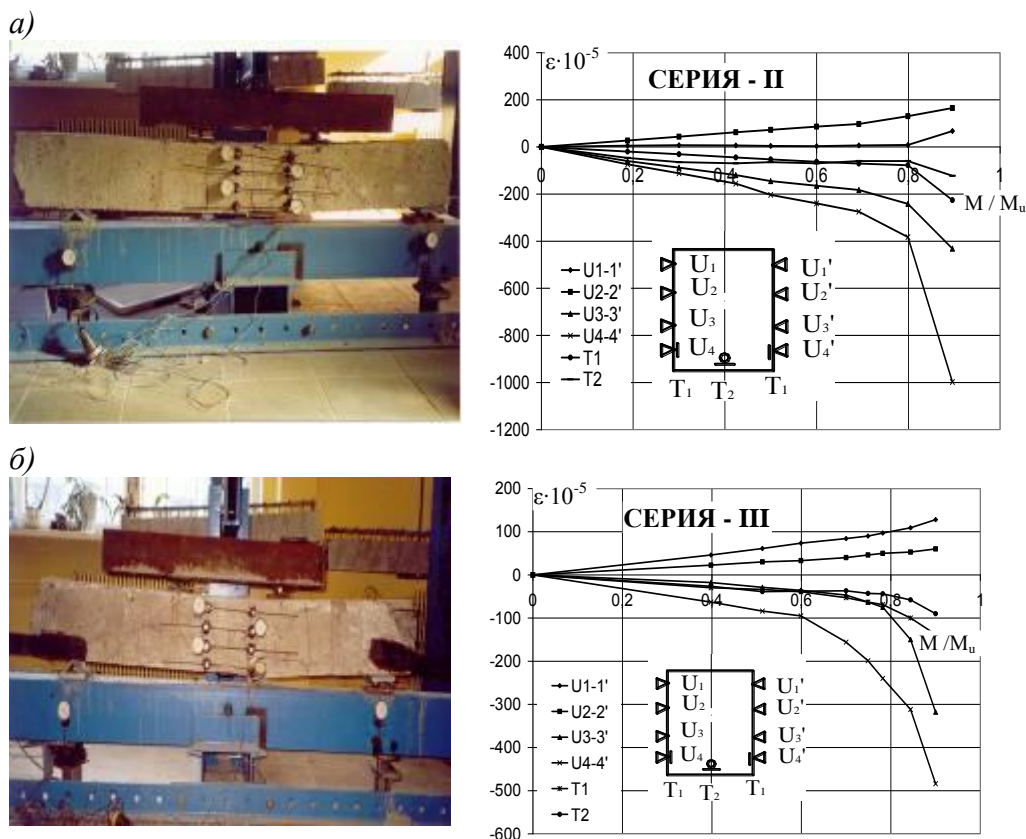 а)
ε·10⁻⁵
СЕРИЯ - II
400
200
0
-200
-400
-600
-800
-1000
-1200
0
0.2
0.4
0.6
0.8
1
M / Mᵤ
U1-1'
U2-2'
U3-3'
U4-4'
T1
T2
U₁ U₁'
U₂ U₂'
U₃ U₃'
U₄ U₄'
T₁ T₂ T₁
б)
ε·10⁻⁵
СЕРИЯ - III
200
100
0
-100
-200
-300
-400
-500
-600
0
0.2
0.4
0.6
0.8
1
M /Mᵤ
U1-1'
U2-2'
U3-3'
U4-4'
T1
T2
U₁ U₁'
U₂ U₂'
U₃ U₃'
U₄ U₄'
T₁ T₂ T₁